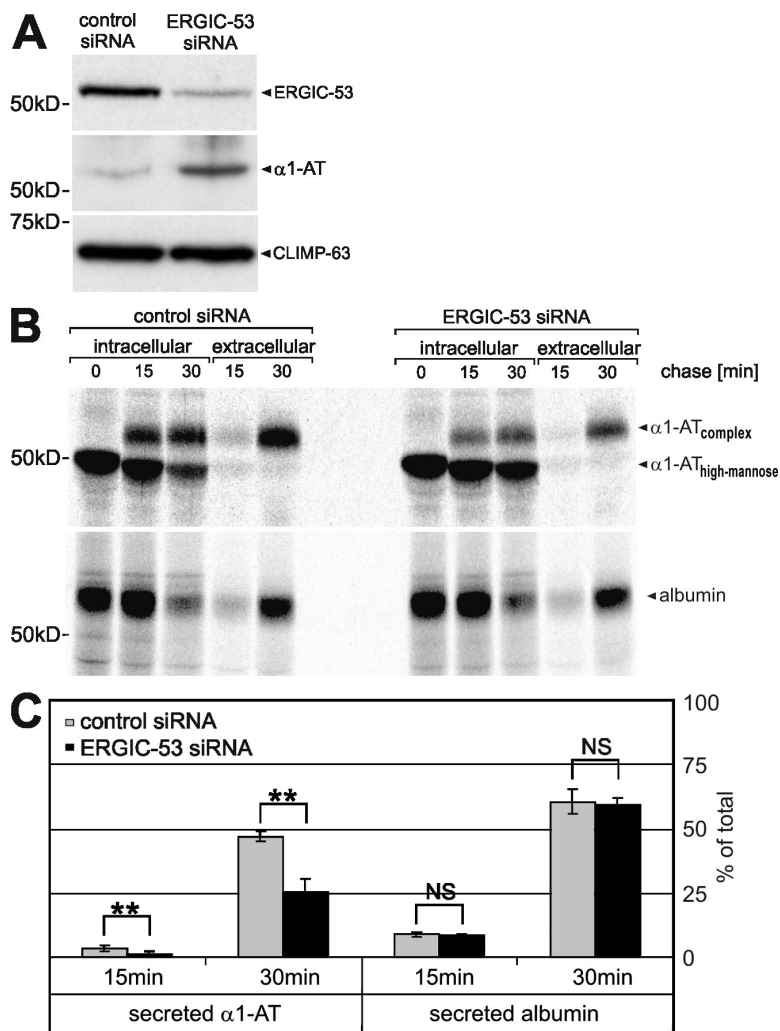 A
control siRNA
ERGIC-53 siRNA
50kD-
ERGIC-53
α1-AT
50kD-
75kD-
CLIMP-63
B
control siRNA
ERGIC-53 siRNA
intracellular extracellular intracellular extracellular
0 15 30 15 30 0 15 30 15 30 chase [min]
α1-ATcomplex
50kD-
α1-AThigh-mannose
albumin
50kD-
C
control siRNA
ERGIC-53 siRNA
100
75
50
25
0
% of total
**
**
NS
NS
15min 30min 15min 30min
secreted α1-AT secreted albumin